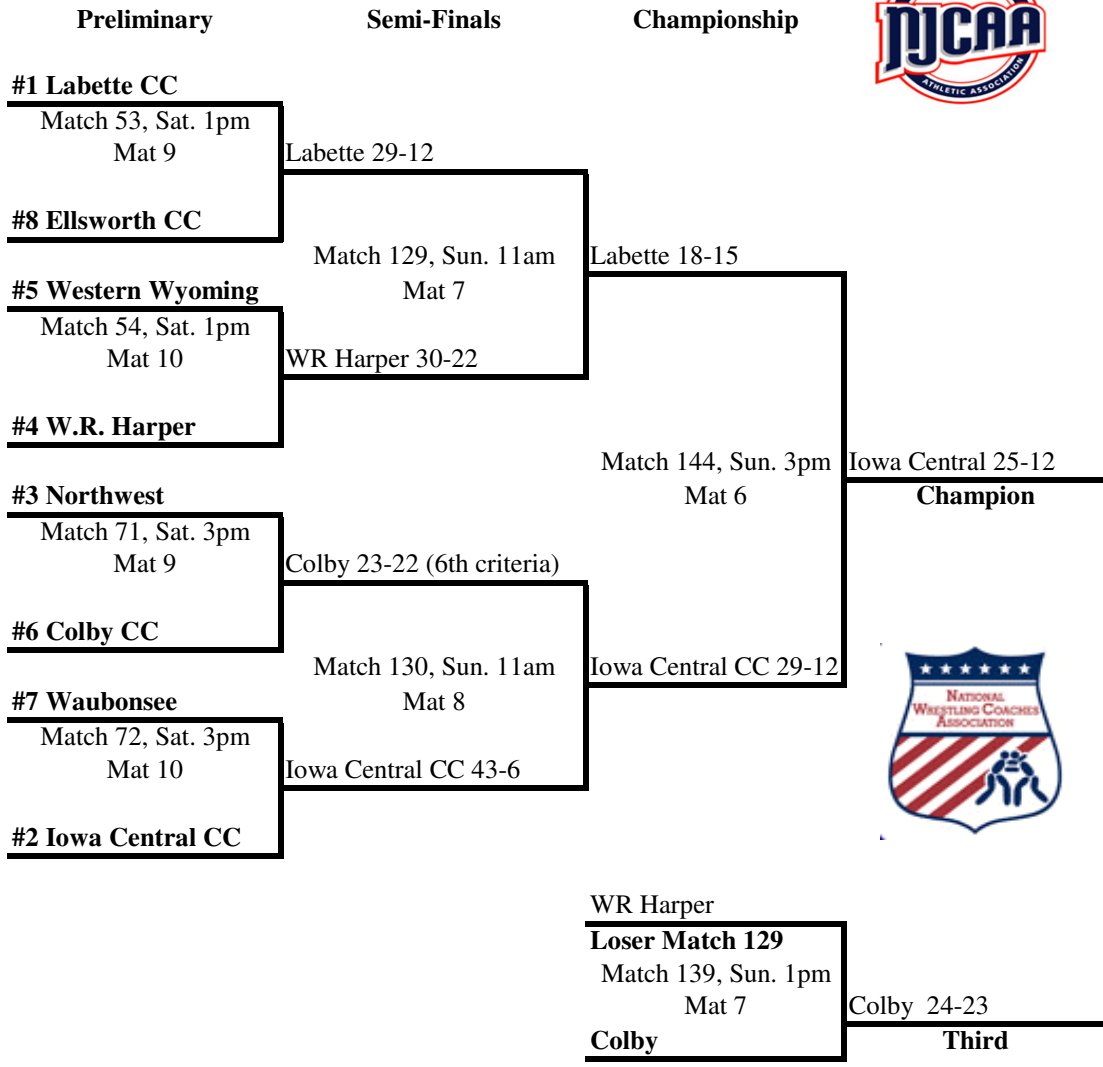 Preliminary Semi-Finals Championship
NJCAA
ATHLETIC ASSOCIATION
#1 Labette CC
Match 53, Sat. 1pm
Mat 9
Labette 29-12
#8 Ellsworth CC
Match 129, Sun. 11am
Mat 7
Labette 18-15
#5 Western Wyoming
Match 54, Sat. 1pm
Mat 10
WR Harper 30-22
#4 W.R. Harper
Match 144, Sun. 3pm
Mat 6
Iowa Central 25-12
Champion
#3 Northwest
Match 71, Sat. 3pm
Mat 9
Colby 23-22 (6th criteria)
#6 Colby CC
Match 130, Sun. 11am
Mat 8
Iowa Central CC 29-12
#7 Waubonsee
Match 72, Sat. 3pm
Mat 10
Iowa Central CC 43-6
#2 Iowa Central CC
NATIONAL
WRESTLING COACHES
ASSOCIATION
WR Harper
Loser Match 129
Match 139, Sun. 1pm
Mat 7
Colby 24-23
Colby
Third